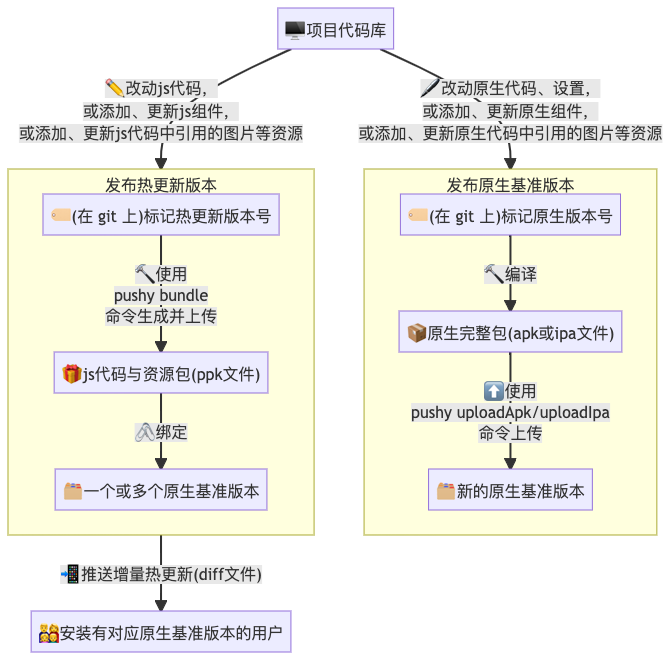 🖥️项目代码库
✏️改动js代码，
或添加、更新js组件，
或添加、更新js代码中引用的图片等资源
🖊️改动原生代码、设置，
或添加、更新原生组件，
或添加、更新原生代码中引用的图片等资源
发布热更新版本
🏷️(在 git 上)标记热更新版本号
🔨使用
pushy bundle
命令生成并上传
🎁js代码与资源包(ppk文件)
🖇️绑定
🗂️一个或多个原生基准版本
📲推送增量热更新(diff文件)
👨‍👩‍👧‍👦安装有对应原生基准版本的用户
发布原生基准版本
🏷️(在 git 上)标记原生版本号
🔨编译
📦原生完整包(apk或ipa文件)
⬆️使用
pushy uploadApk/uploadIpa
命令上传
🗂️新的原生基准版本